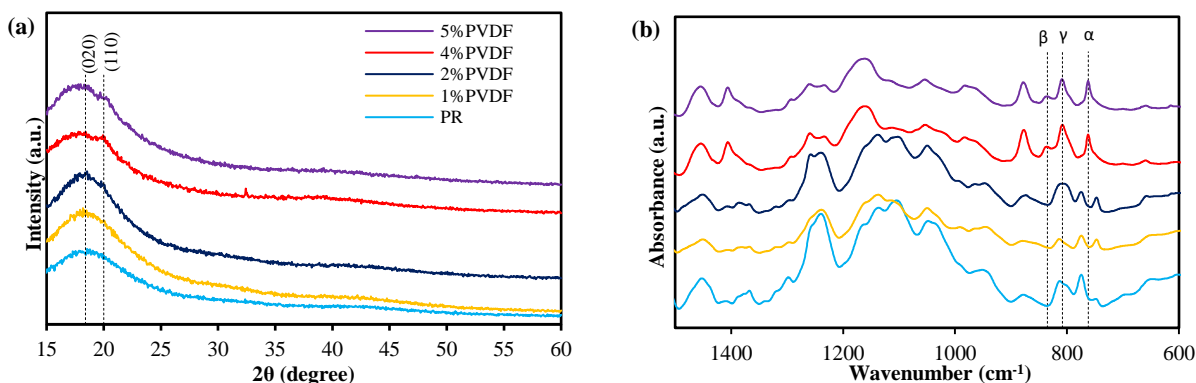 (a)
(020)
(110)
5%PVDF
4%PVDF
2%PVDF
1%PVDF
PR
Intensity (a.u.)
15 20 25 30 35 40 45 50 55 60
2θ (degree)
(b)
β γ α
Absorbance (a.u.)
1400 1200 1000 800 600
Wavenumber (cm⁻¹)